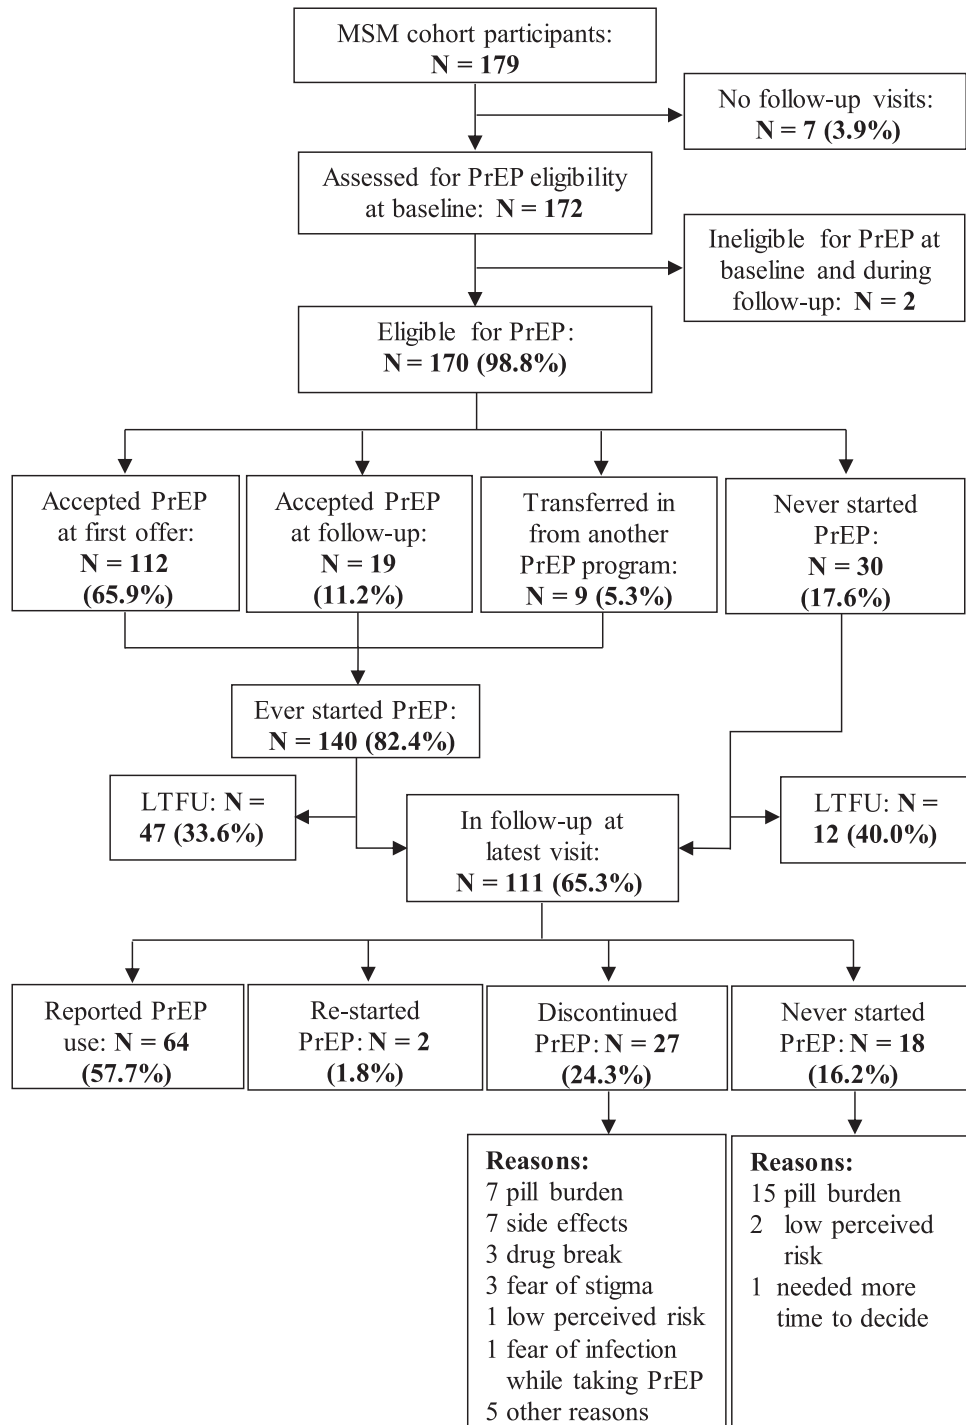 MSM cohort participants:
N = 179
No follow-up visits:
N = 7 (3.9%)
Assessed for PrEP eligibility
at baseline: N = 172
Ineligible for PrEP at
baseline and during
follow-up: N = 2
Eligible for PrEP:
N = 170 (98.8%)
Accepted PrEP
at first offer:
N = 112
(65.9%)
Accepted PrEP
at follow-up:
N = 19
(11.2%)
Transferred in
from another
PrEP program:
N = 9 (5.3%)
Never started
PrEP:
N = 30
(17.6%)
Ever started PrEP:
N = 140 (82.4%)
LTFU: N =
47 (33.6%)
In follow-up at
latest visit:
N = 111 (65.3%)
LTFU: N =
12 (40.0%)
Reported PrEP
use: N = 64
(57.7%)
Re-started
PrEP: N = 2
(1.8%)
Discontinued
PrEP: N = 27
(24.3%)
Never started
PrEP: N = 18
(16.2%)
Reasons:
7 pill burden
7 side effects
3 drug break
3 fear of stigma
1 low perceived risk
1 fear of infection
while taking PrEP
5 other reasons
Reasons:
15 pill burden
2 low perceived
risk
1 needed more
time to decide